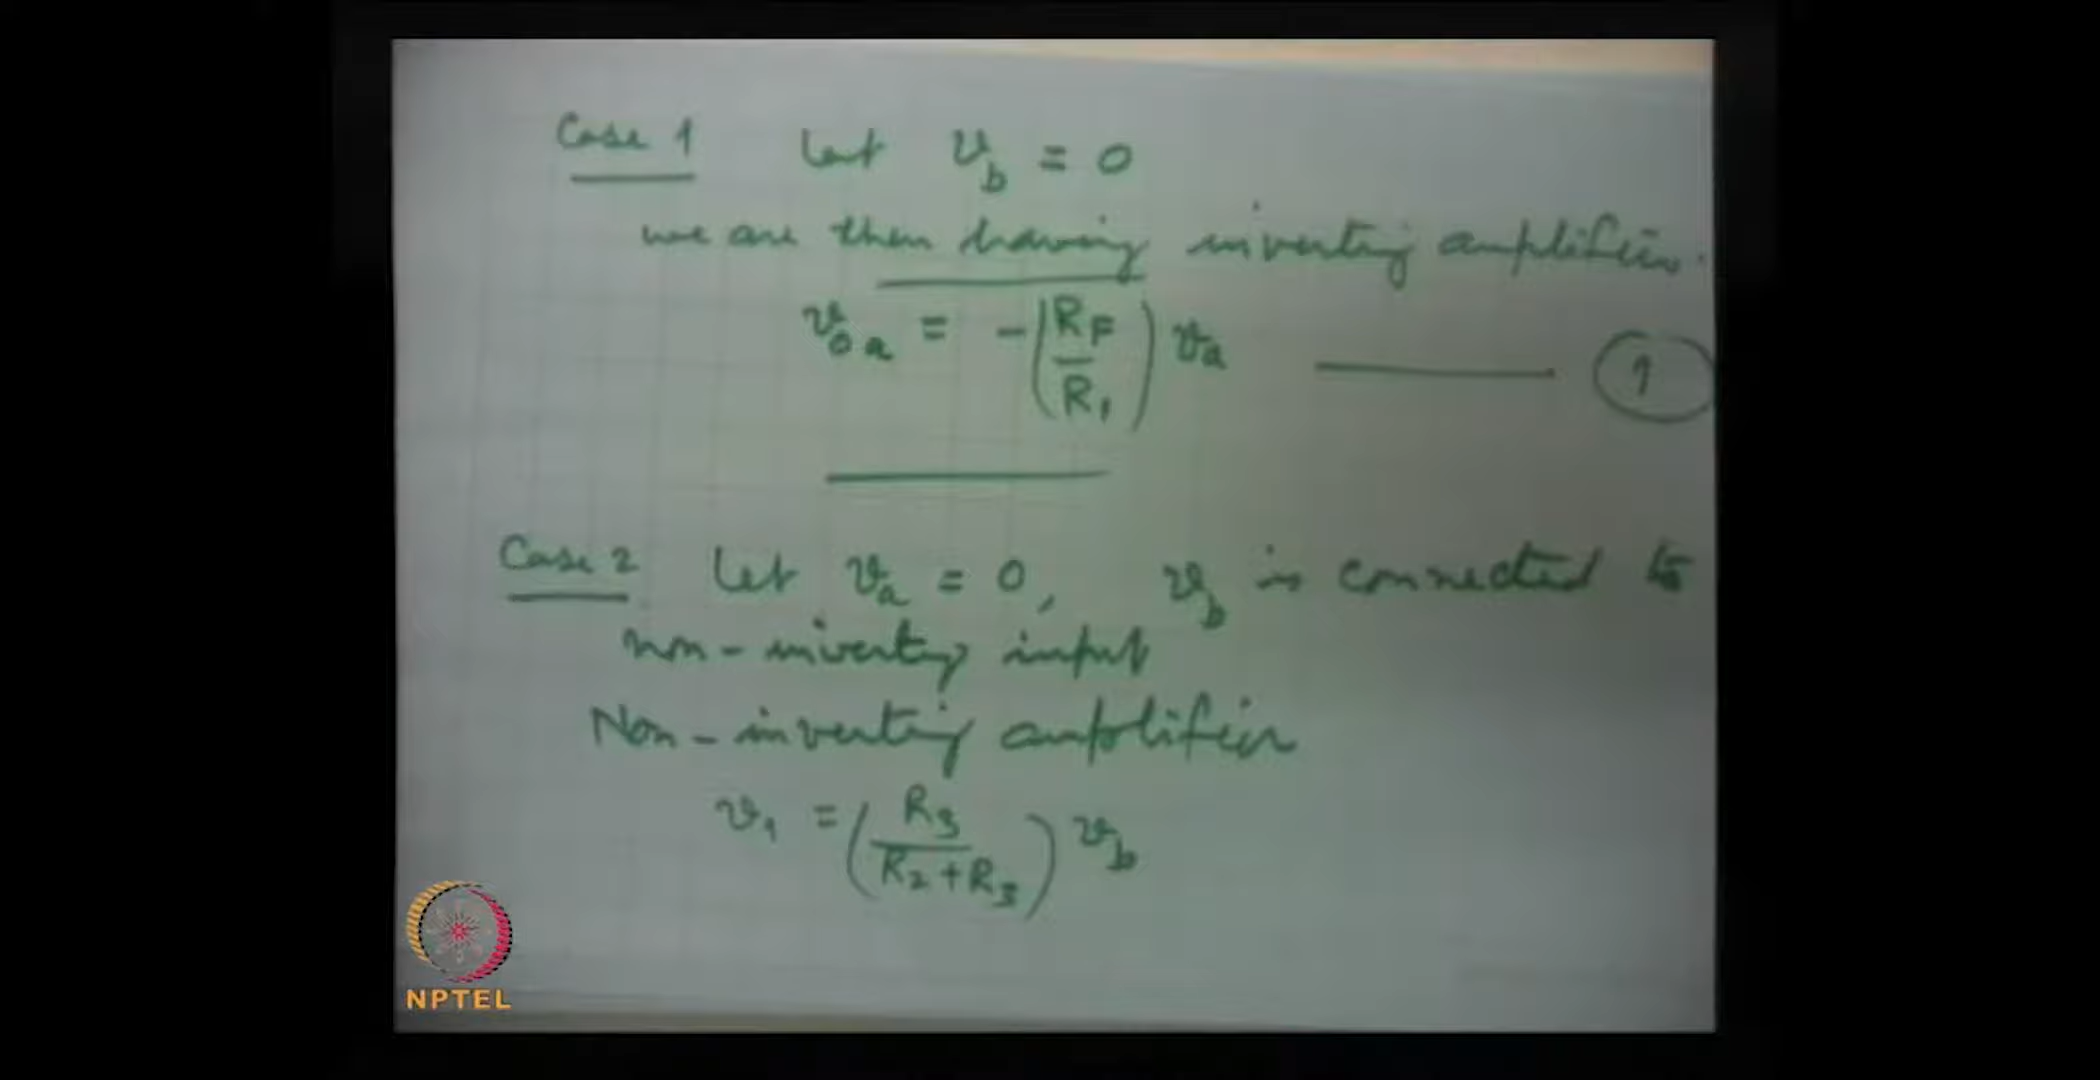 Case 1 Let v_b = 0
we are then having inverting amplifier.
v_oa = -(R_F/R_1) v_a ——— (1)
Case 2 Let v_a = 0, v_b is connected to
non-inverting input
Non-inverting amplifier
v_1 = (R_3/(R_2+R_3)) v_b
NPTEL